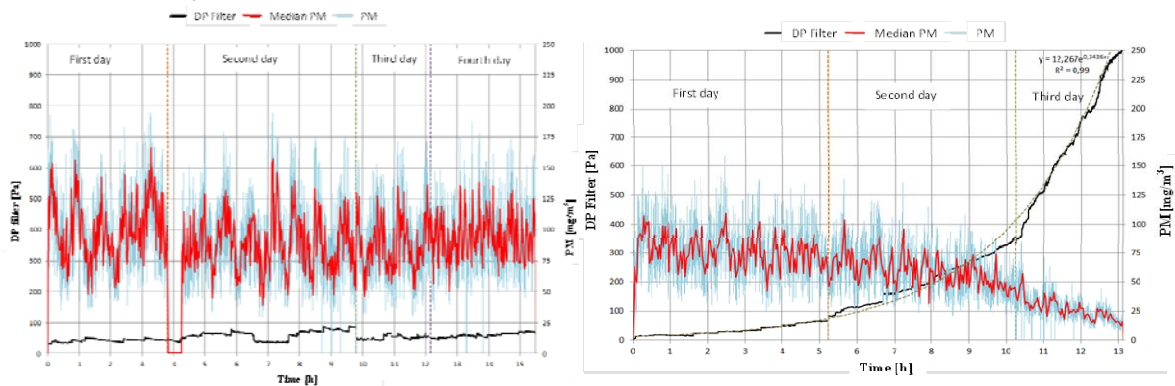 DP Filter Median PM PM
1000 250
First day Second day Third day Fourth day
900 225
800 200
700 175
600 150
500 125
400 100
300 75
200 50
100 25
0 0
DP Filter [Pa]
PM [mg/m³]
0 1 2 3 4 5 6 7 8 9 10 11 12 13 14 15
Time [h]
DP Filter Median PM PM
1000 250
R² = 0,99
900 225
First day Second day Third day
800 200
700 175
600 150
500 125
400 100
300 75
200 50
100 25
0 0
DP Filter [Pa]
PM [mg/m³]
0 1 2 3 4 5 6 7 8 9 10 11 12 13
Time [h]